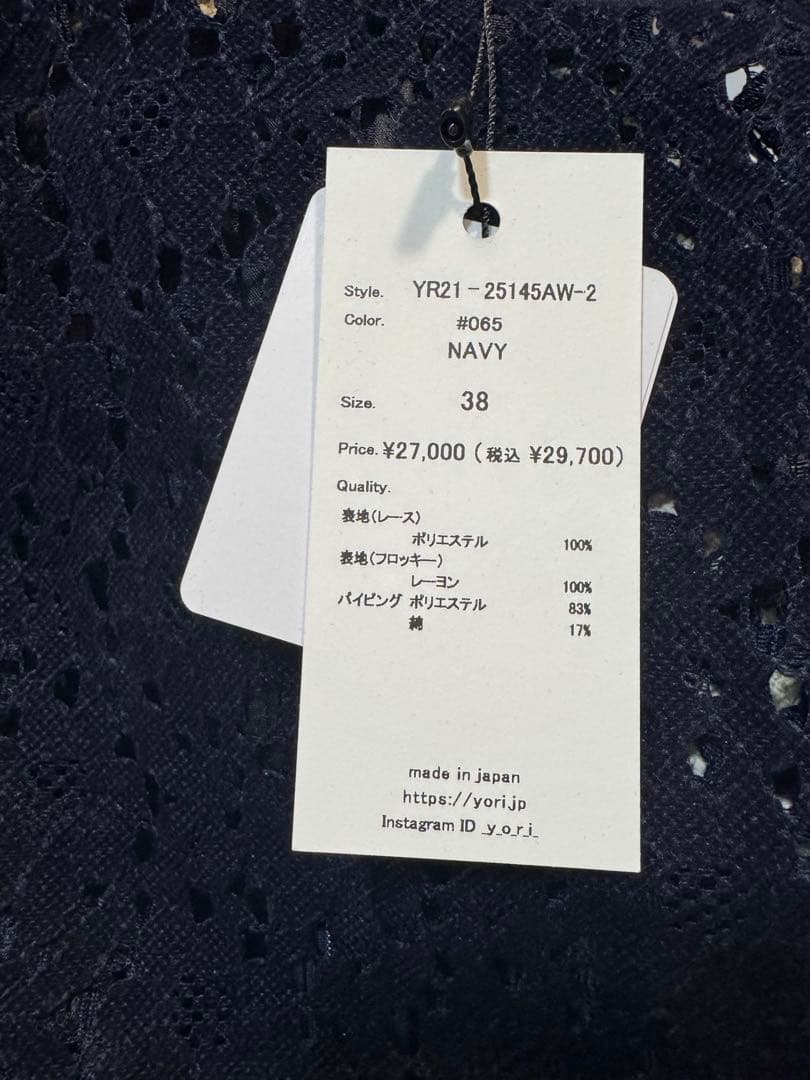 Style. YR21-25145AW-2
Color. #065
NAVY
Size. 38
Price. ¥27,000 (税込 ¥29,700)
Quality.
表地(レース)
ポリエステル 100%
表地(フロッキー)
レーヨン 100%
パイピング ポリエステル 83%
綿 17%
made in japan
https://yori.jp
Instagram ID _y_o_r_i_